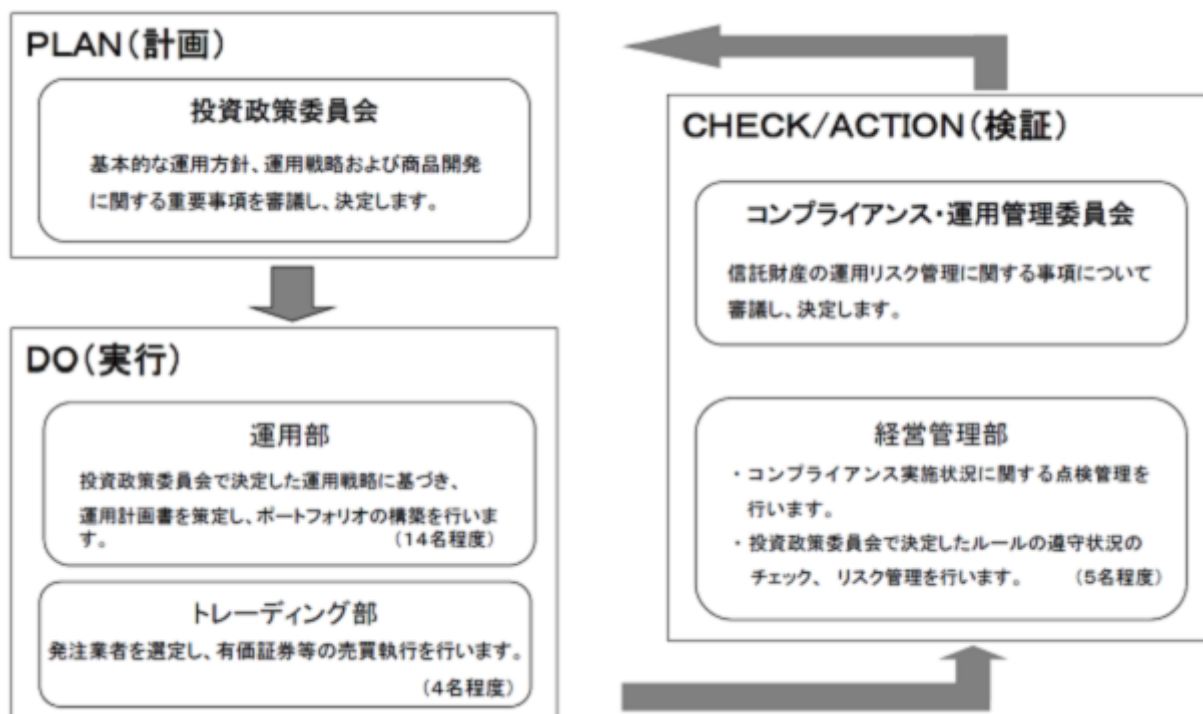 PLAN(計画)
投資政策委員会
基本的な運用方針、運用戦略および商品開発
に関する重要事項を審議し、決定します。
DO(実行)
運用部
投資政策委員会で決定した運用戦略に基づき、
運用計画書を策定し、ポートフォリオの構築を行いま
す。 (14名程度)
トレーディング部
発注業者を選定し、有価証券等の売買執行を行います。
(4名程度)
CHECK/ACTION(検証)
コンプライアンス・運用管理委員会
信託財産の運用リスク管理に関する事項について
審議し、決定します。
経営管理部
・コンプライアンス実施状況に関する点検管理を
行います。
・投資政策委員会で決定したルールの遵守状況の
チェック、 リスク管理を行います。 (5名程度)